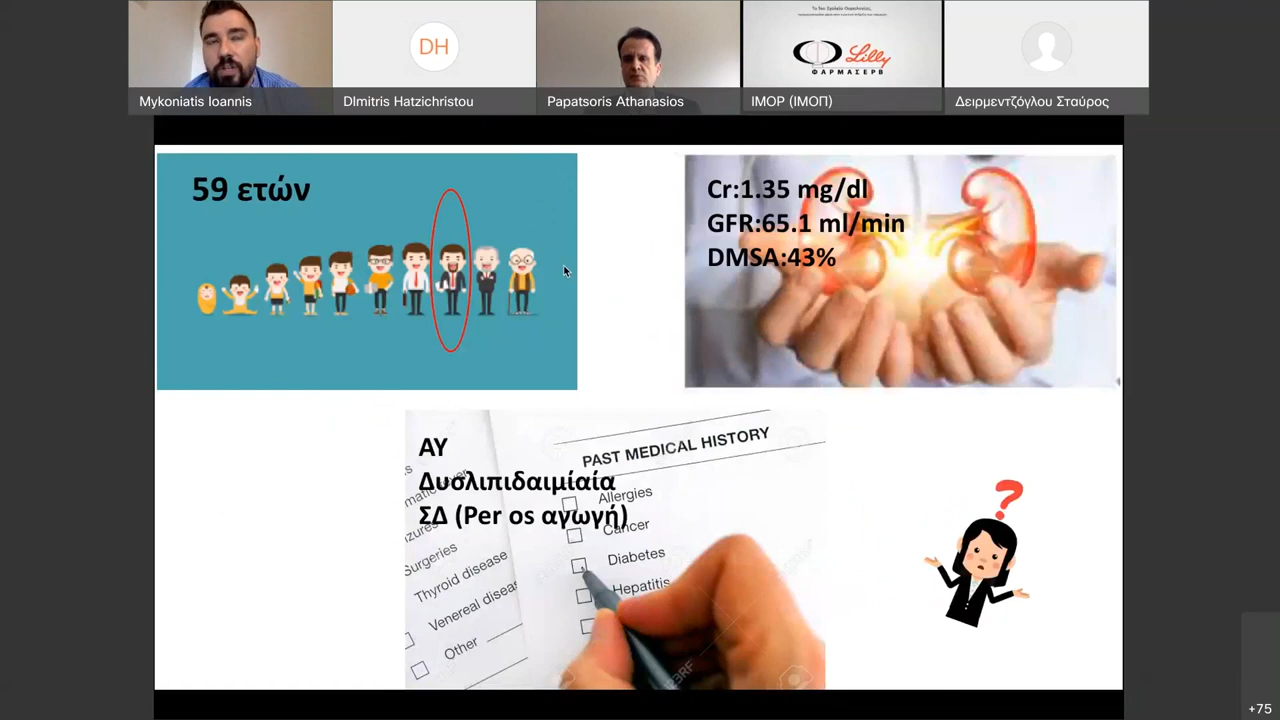 Mykoniatis Ioannis
DH
DImitris Hatzichristou
Papatsoris Athanasios
Lilly
ΦΑΡΜΑΣΕΡΒ
IMOP (ΙΜΟΠ)
Δειρμεντζόγλου Σταύρος
59 ετών
Cr:1.35 mg/dl
GFR:65.1 ml/min
DMSA:43%
ΑΥ
Δυσλιπιδαιμίαία
ΣΔ (Per os αγωγή)
PAST MEDICAL HISTORY
Allergies
Cancer
Diabetes
Hepatitis
Surgeries
Thyroid disease
Venereal disea
Other
?
+75